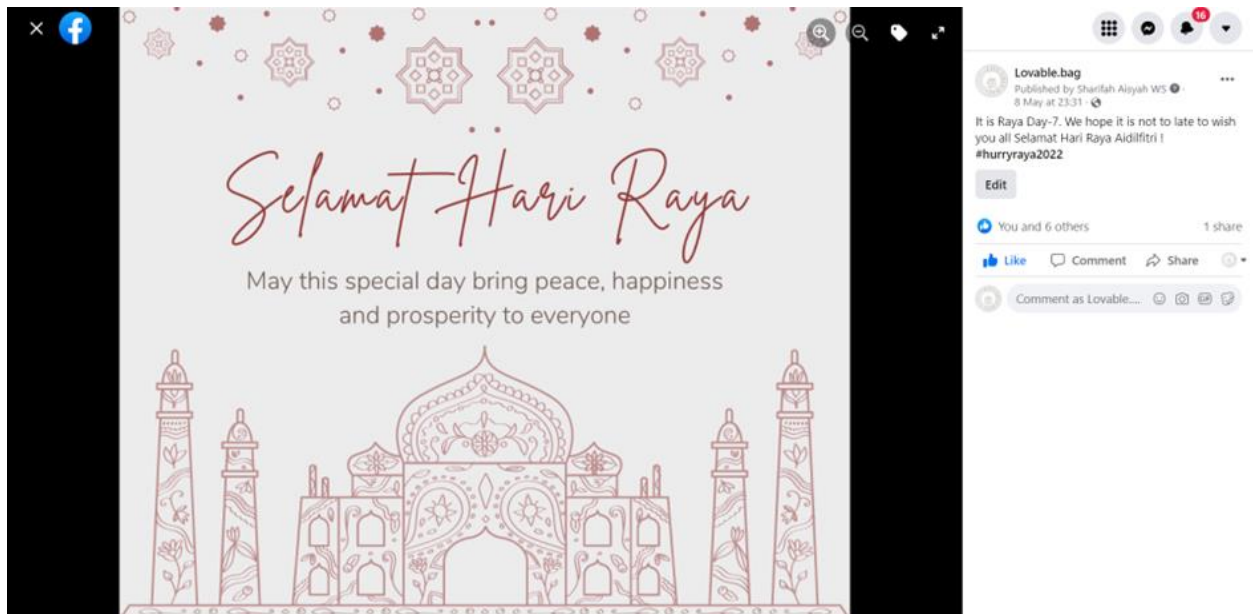 Selamat Hari Raya
May this special day bring peace, happiness
and prosperity to everyone
16
Lovable.bag
Published by Sharifah Aisyah WS
8 May at 23:31 ·
It is Raya Day-7. We hope it is not to late to wish
you all Selamat Hari Raya Aidilfitri !
#hurryraya2022
Edit
You and 6 others
1 share
Like
Comment
Share
Comment as Lovable....
GIF